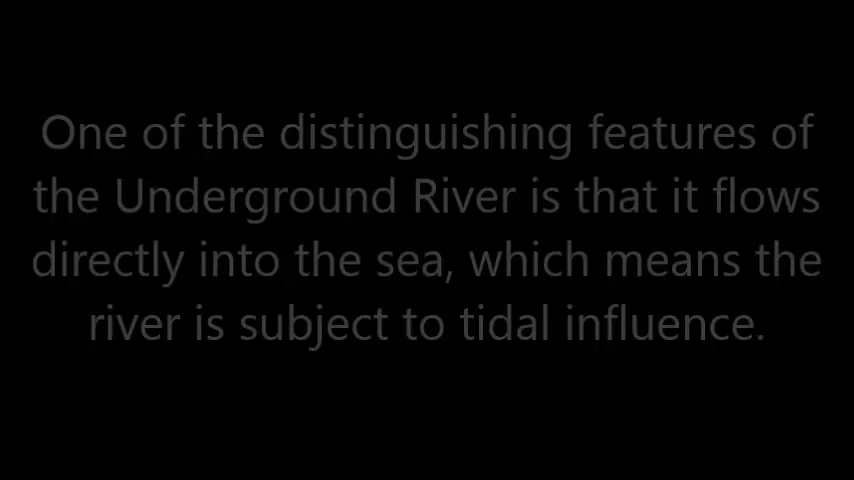 One of the distinguishing features of
the Underground River is that it flows
directly into the sea, which means the
river is subject to tidal influence.